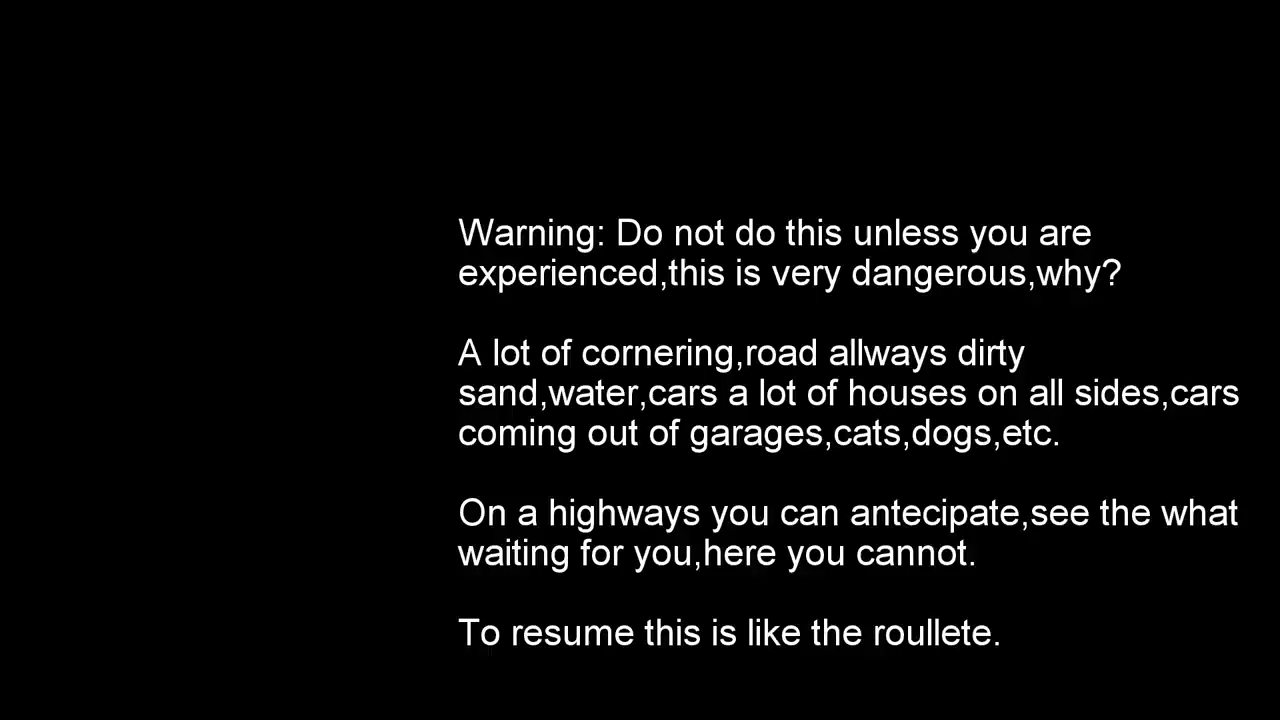 Warning: Do not do this unless you are
experienced,this is very dangerous,why?
A lot of cornering,road allways dirty
sand,water,cars a lot of houses on all sides,cars
coming out of garages,cats,dogs,etc.
On a highways you can antecipate,see the what
waiting for you,here you cannot.
To resume this is like the roullete.